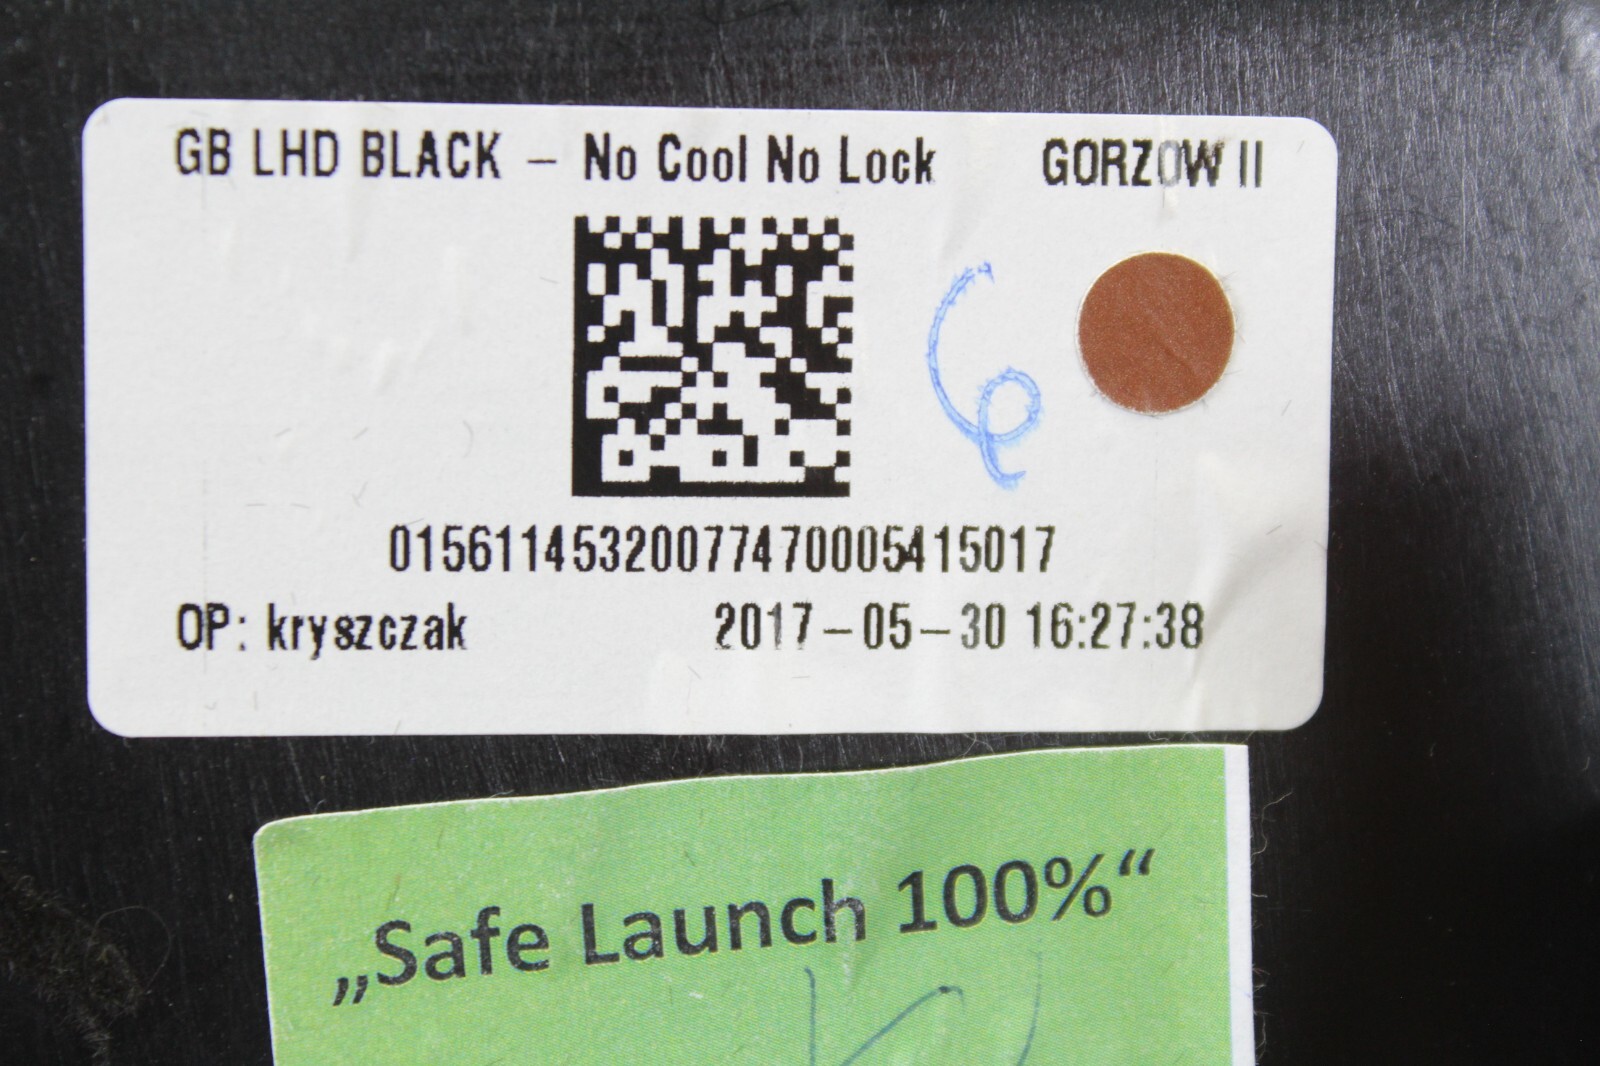 GB LHD BLACK – No Cool No Lock GORZOW II
6
01561145320077470005415017
OP: kryszczak 2017-05-30 16:27:38
„Safe Launch 100%“